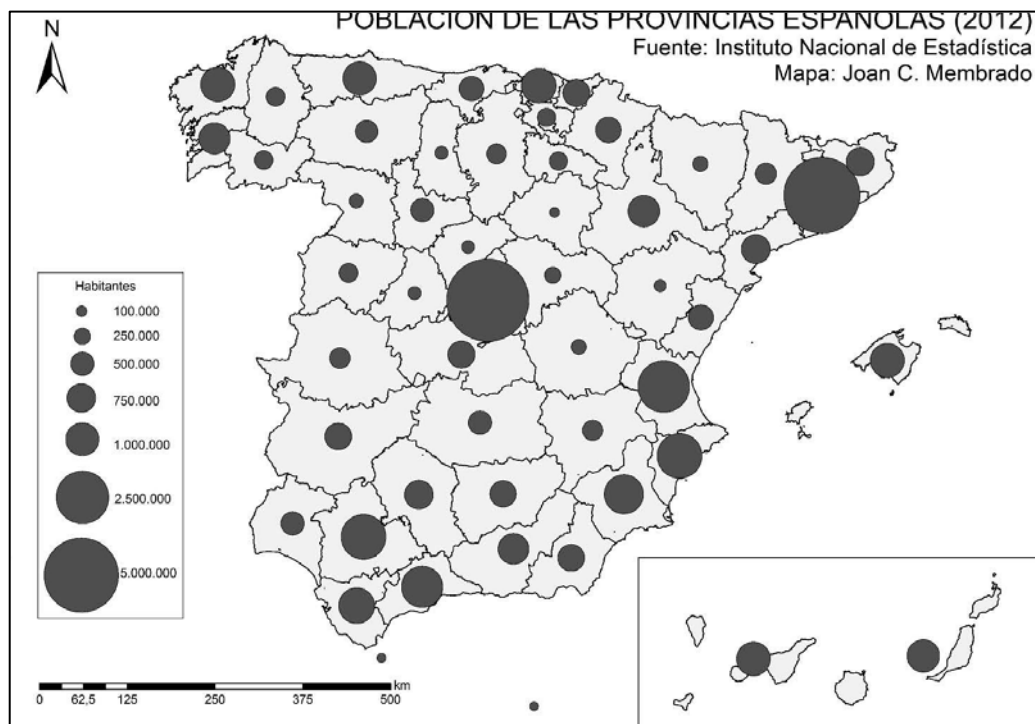 POBLACIÓN DE LAS PROVINCIAS ESPAÑOLAS (2012)
Fuente: Instituto Nacional de Estadística
Mapa: Joan C. Membrado
N
Habitantes
100.000
250.000
500.000
750.000
1.000.000
2.500.000
5.000.000
km
0 62,5 125 250 375 500